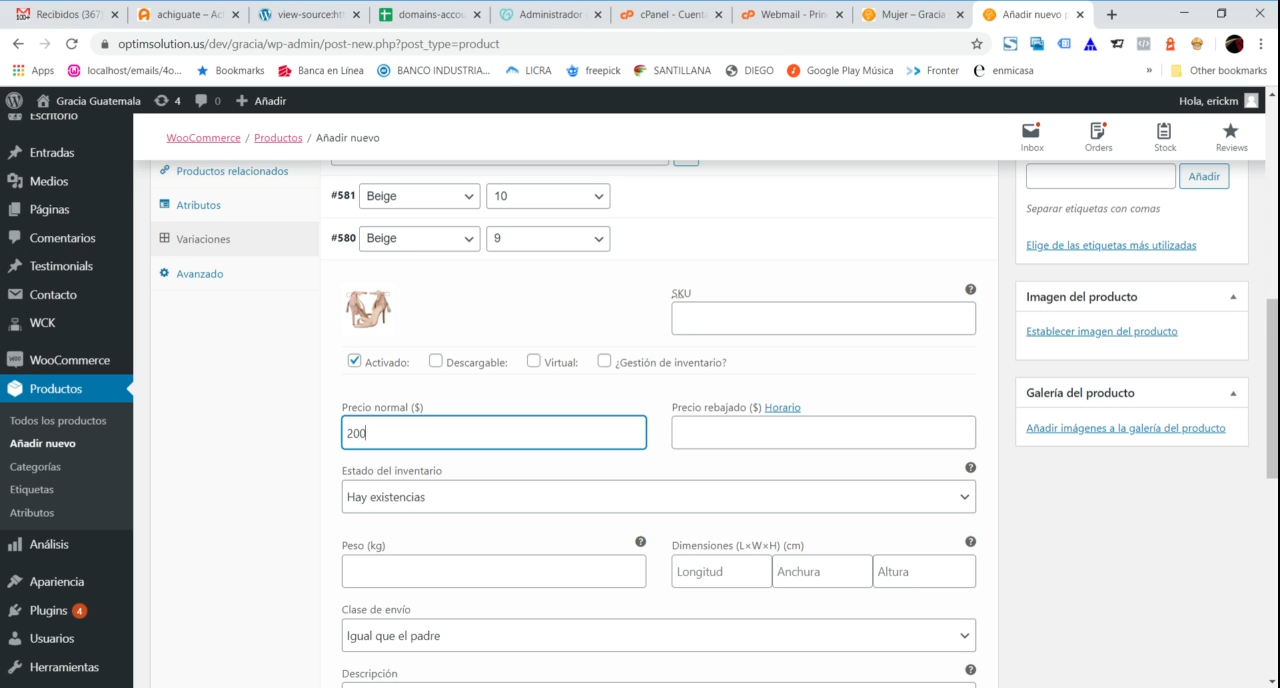 Recibidos (367)
achiguate – Ac
view-source:ht
domains-accou
Administrador
cPanel - Cuent
Webmail - Prin
Mujer – Gracia
Añadir nuevo p
optimsolution.us/dev/gracia/wp-admin/post-new.php?post_type=product
Apps
localhost/emails/4o...
Bookmarks
Banca en Línea
BANCO INDUSTRIA...
LICRA
freepick
SANTILLANA
DIEGO
Google Play Música
Fronter
enmicasa
»
Other bookmarks
Gracia Guatemala
4
0
Añadir
Hola, erickm
Escritorio
Entradas
Medios
Páginas
Comentarios
Testimonials
Contacto
WCK
WooCommerce
Productos
Todos los productos
Añadir nuevo
Categorías
Etiquetas
Atributos
Análisis
Apariencia
Plugins 4
Usuarios
Herramientas
WooCommerce / Productos / Añadir nuevo
Inbox
Orders
Stock
Reviews
Productos relacionados
Atributos
Variaciones
Avanzado
#581 Beige 10
#580 Beige 9
SKU
Activado: Descargable: Virtual: ¿Gestión de inventario?
Precio normal ($)
200
Precio rebajado ($) Horario
Estado del inventario
Hay existencias
Peso (kg)
Dimensiones (L×W×H) (cm)
Longitud
Anchura
Altura
Clase de envío
Igual que el padre
Descripción
Añadir
Separar etiquetas con comas
Elige de las etiquetas más utilizadas
Imagen del producto
Establecer imagen del producto
Galería del producto
Añadir imágenes a la galería del producto